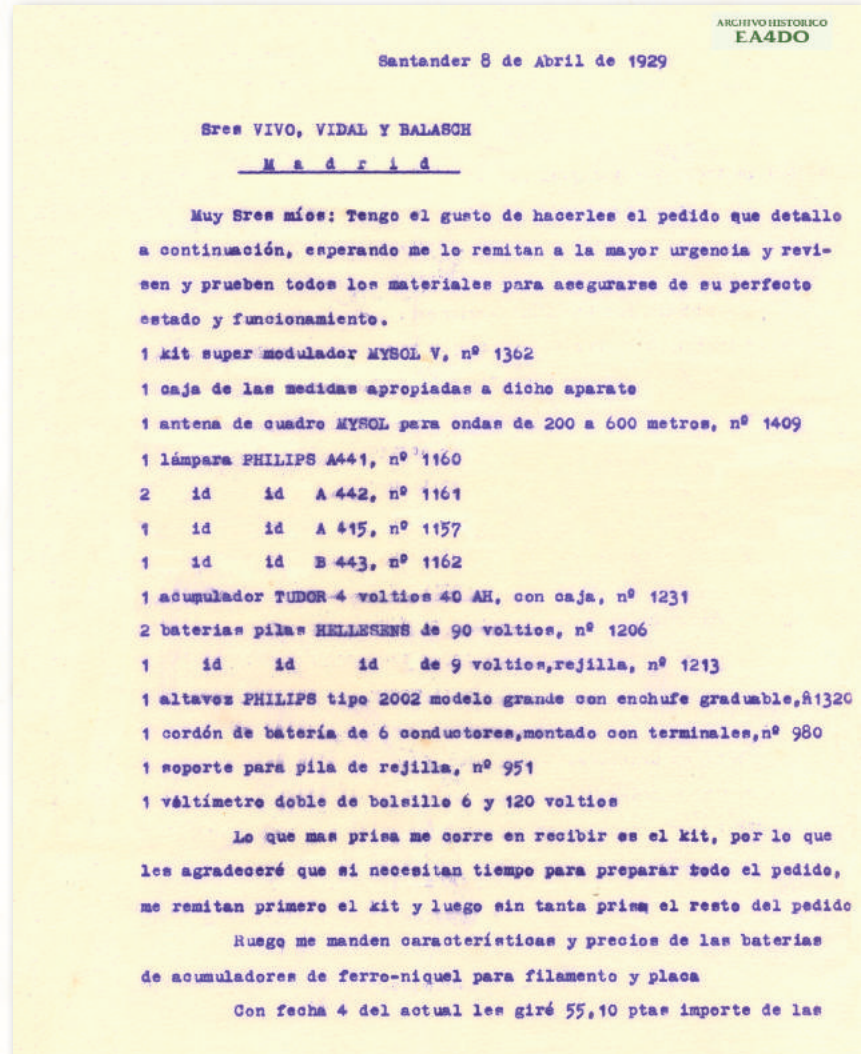 ARCHIVO HISTORICO
EA4DO
Santander 8 de Abril de 1929
Sres VIVO, VIDAL Y BALASCH
M a d r i d
Muy Sres míos: Tengo el gusto de hacerles el pedido que detallo
a continuación, esperando me lo remitan a la mayor urgencia y revi-
sen y prueben todos los materiales para asegurarse de su perfecto
estado y funcionamiento.
1 kit super modulador MYSOL V, nº 1362
1 caja de las medidas apropiadas a dicho aparato
1 antena de cuadro MYSOL para ondas de 200 a 600 metros, nº 1409
1 lámpara PHILIPS A441, nº 1160
2 id id A 442, nº 1161
1 id id A 415, nº 1157
1 id id B 443, nº 1162
1 acumulador TUDOR 4 voltios 40 AH, con caja, nº 1231
2 baterias pilas HELLESENS de 90 voltios, nº 1206
1 id id id de 9 voltios,rejilla, nº 1213
1 altavoz PHILIPS tipo 2002 modelo grande con enchufe graduable,ñ1320
1 cordón de batería de 6 conductores,montado con terminales,nº 980
1 soporte para pila de rejilla, nº 951
1 vóltímetro doble de bolsillo 6 y 120 voltios
Lo que mas prisa me corre en recibir es el kit, por lo que
les agradeceré que si necesitan tiempo para preparar todo el pedido,
me remitan primero el kit y luego sin tanta prisa el resto del pedido
Ruego me manden características y precios de las baterias
de acumuladores de ferro-niquel para filamento y placa
Con fecha 4 del actual les giré 55,10 ptas importe de las